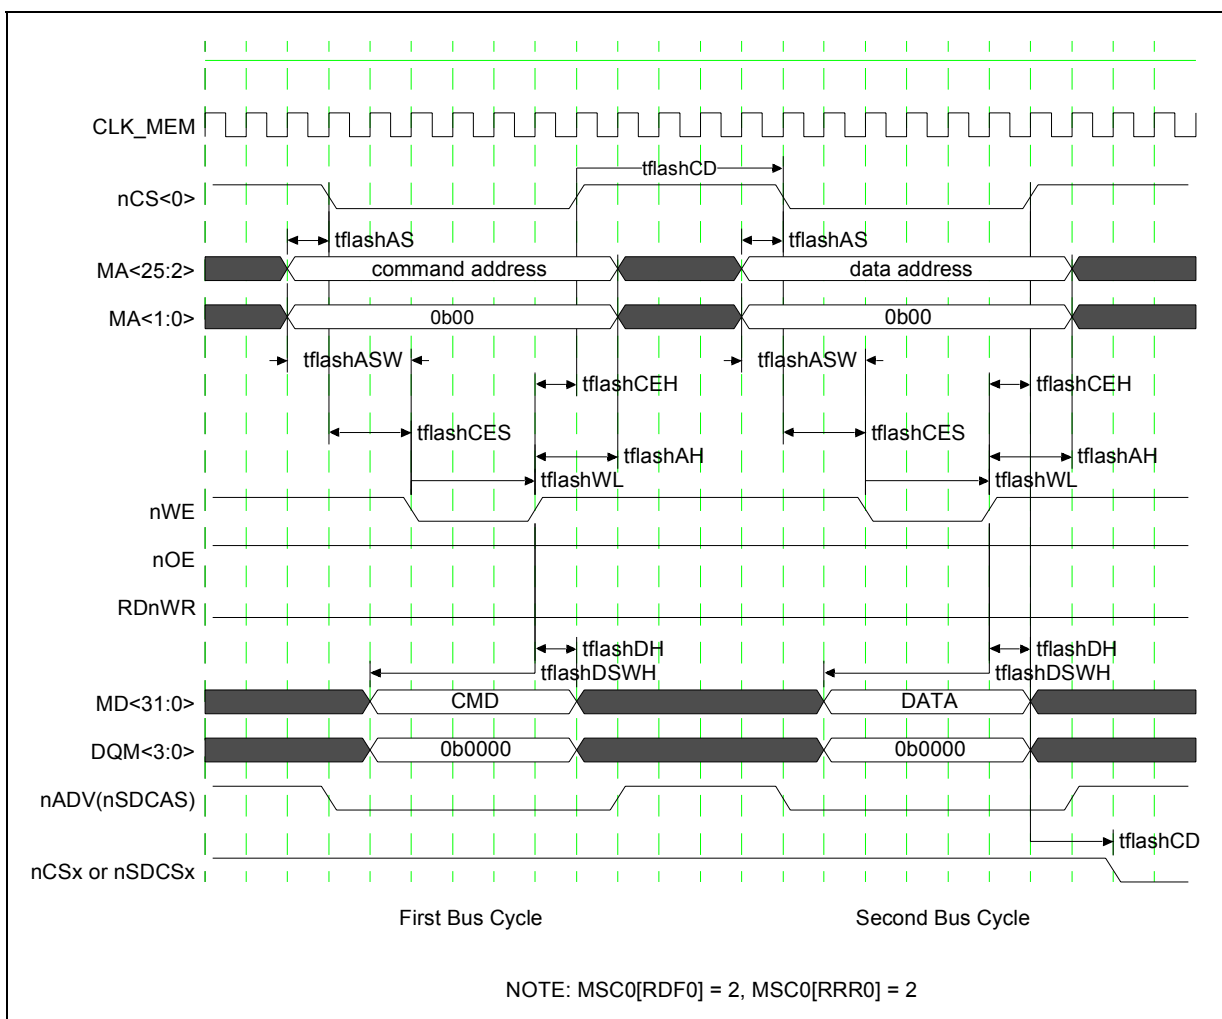 CLK_MEM
tflashCD
nCS<0>
tflashAS
tflashAS
MA<25:2>
command address
data address
MA<1:0>
0b00
0b00
tflashASW
tflashASW
tflashCEH
tflashCEH
tflashCES
tflashCES
tflashAH
tflashAH
tflashWL
tflashWL
nWE
nOE
RDnWR
tflashDH
tflashDH
tflashDSWH
tflashDSWH
MD<31:0>
CMD
DATA
DQM<3:0>
0b0000
0b0000
nADV(nSDCAS)
tflashCD
nCSx or nSDCSx
First Bus Cycle
Second Bus Cycle
NOTE: MSC0[RDF0] = 2, MSC0[RRR0] = 2